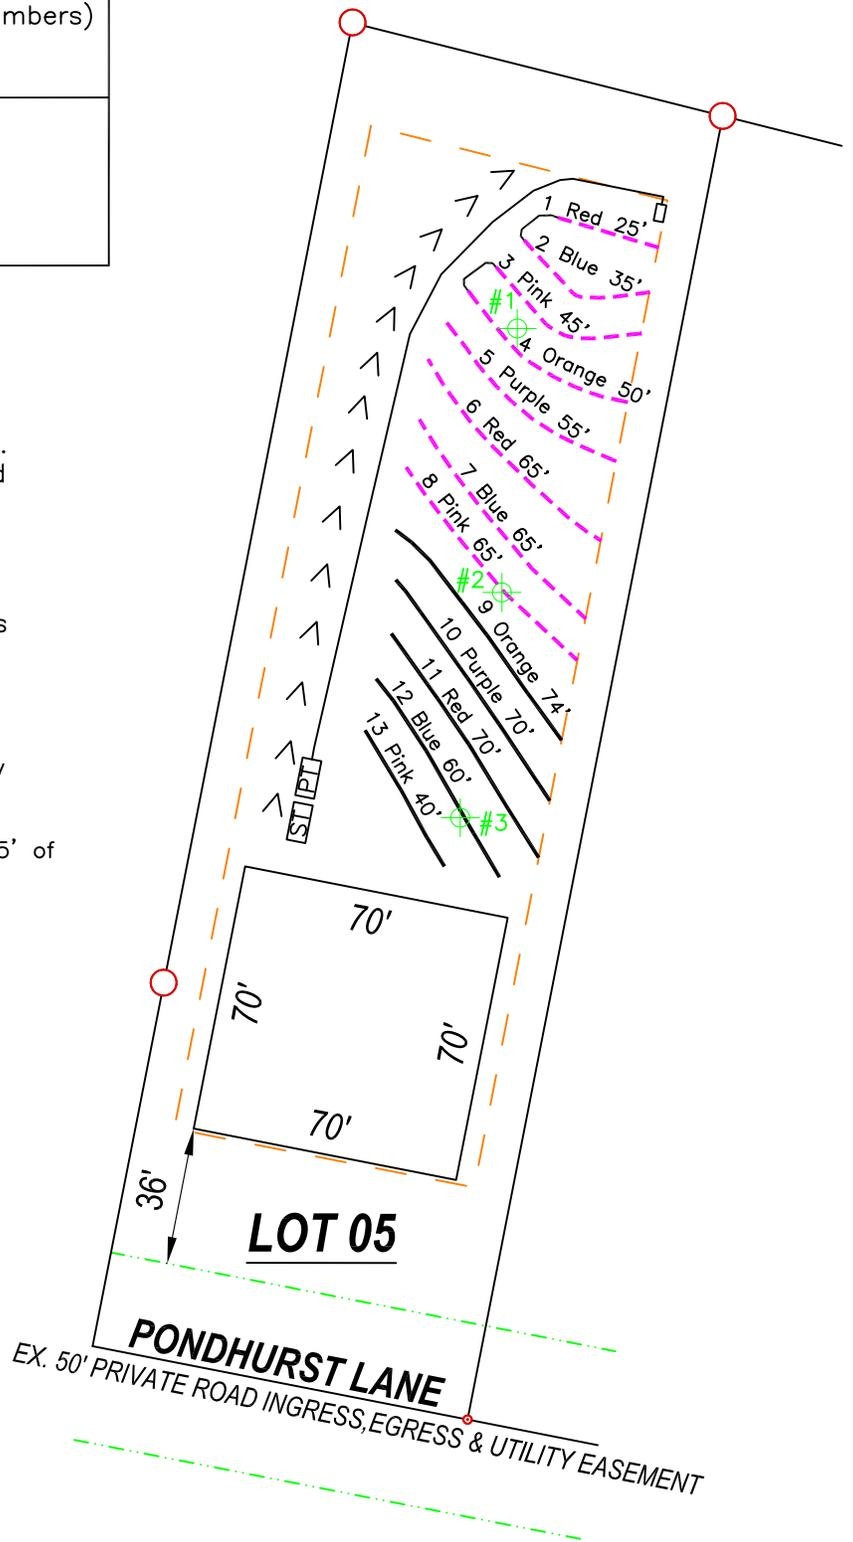 mbers)
1 Red 25’
2 Blue 35’
3 Pink 45’
#1
4 Orange 50’
5 Purple 55’
6 Red 65’
.
d
7 Blue 65’
8 Pink 65’
#2
9 Orange 74’
s
10 Purple 70’
11 Red 70’
12 Blue 60’
13 Pink 40’
y
PT
ST
#3
5’ of
70'
70'
70'
70'
36'
LOT 05
PONDHURST LANE
EX. 50' PRIVATE ROAD INGRESS,EGRESS & UTILITY EASEMENT